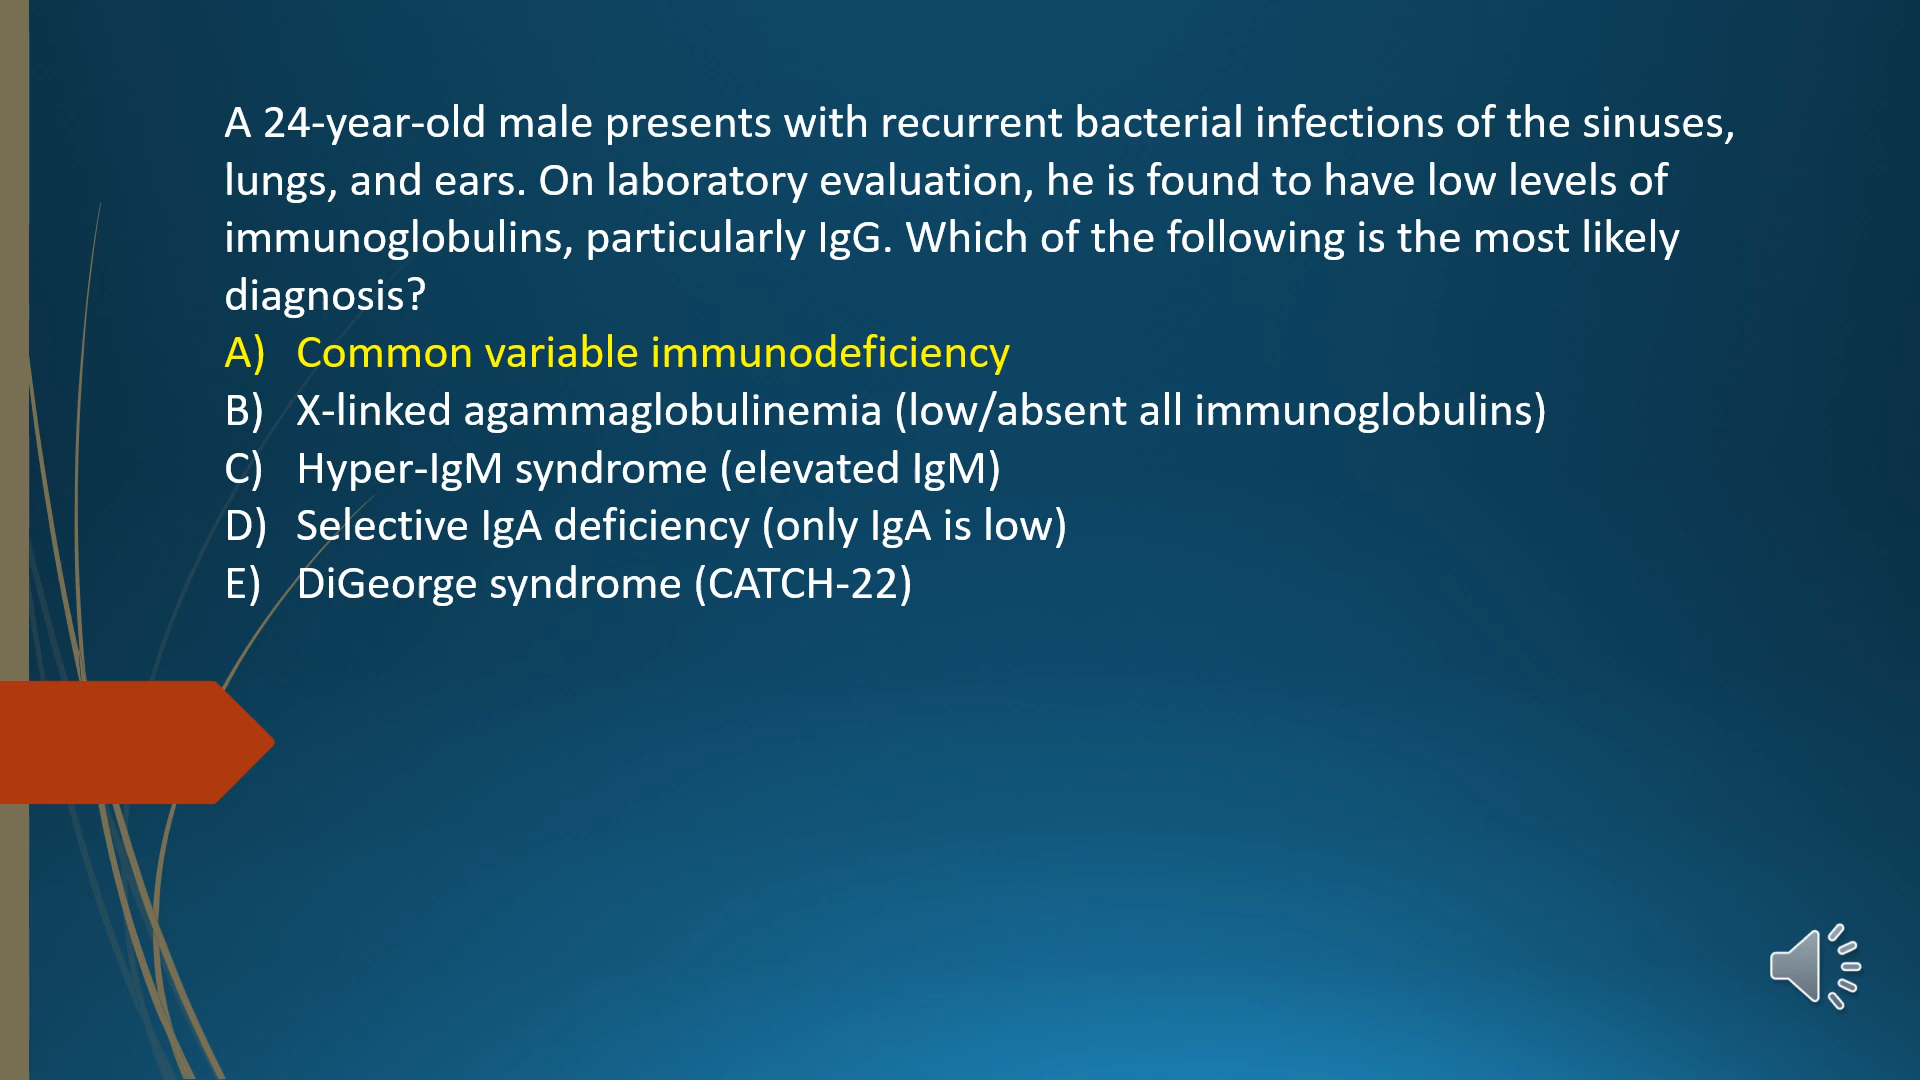 A 24-year-old male presents with recurrent bacterial infections of the sinuses,
lungs, and ears. On laboratory evaluation, he is found to have low levels of
immunoglobulins, particularly IgG. Which of the following is the most likely
diagnosis?
A) Common variable immunodeficiency
B) X-linked agammaglobulinemia (low/absent all immunoglobulins)
C) Hyper-IgM syndrome (elevated IgM)
D) Selective IgA deficiency (only IgA is low)
E) DiGeorge syndrome (CATCH-22)